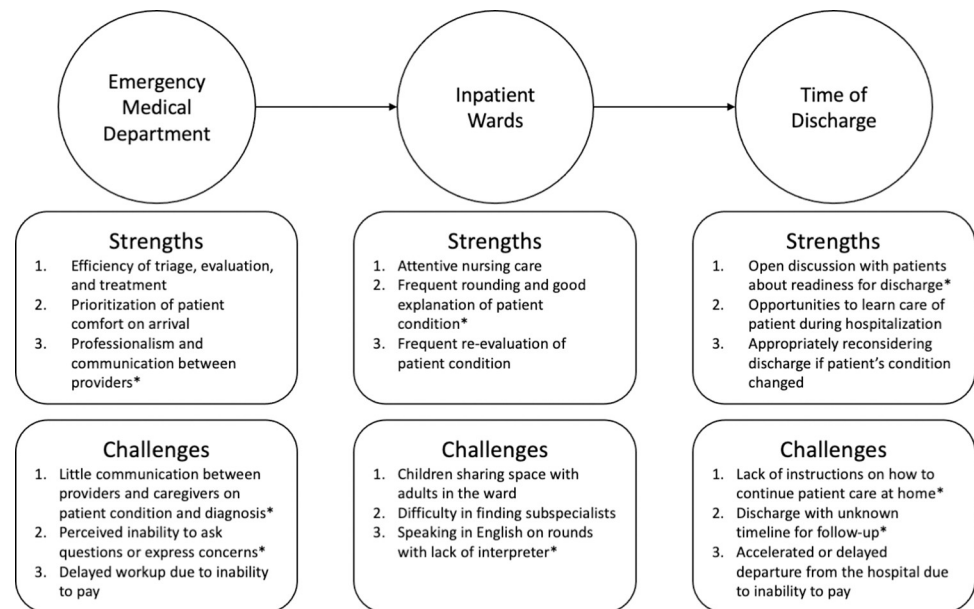 Emergency
Medical
Department
Inpatient
Wards
Time of
Discharge
Strengths
1. Efficiency of triage, evaluation,
and treatment
2. Prioritization of patient
comfort on arrival
3. Professionalism and
communication between
providers*
Strengths
1. Attentive nursing care
2. Frequent rounding and good
explanation of patient
condition*
3. Frequent re-evaluation of
patient condition
Strengths
1. Open discussion with patients
about readiness for discharge*
2. Opportunities to learn care of
patient during hospitalization
3. Appropriately reconsidering
discharge if patient's condition
changed
Challenges
1. Little communication between
providers and caregivers on
patient condition and diagnosis*
2. Perceived inability to ask
questions or express concerns*
3. Delayed workup due to inability
to pay
Challenges
1. Children sharing space with
adults in the ward
2. Difficulty in finding subspecialists
3. Speaking in English on rounds
with lack of interpreter*
Challenges
1. Lack of instructions on how to
continue patient care at home*
2. Discharge with unknown
timeline for follow-up*
3. Accelerated or delayed
departure from the hospital due
to inability to pay